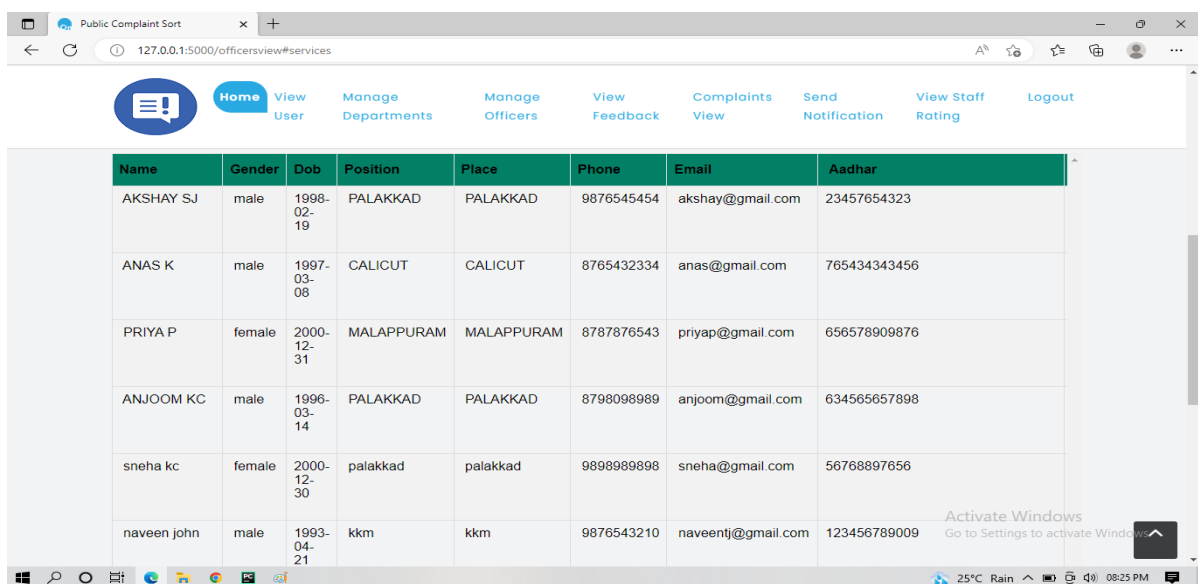 Public Complaint Sort
127.0.0.1:5000/officersview#services
Home View User Manage Departments Manage Officers View Feedback Complaints View Send Notification View Staff Rating Logout
Name Gender Dob Position Place Phone Email Aadhar
AKSHAY SJ male 1998-02-19 PALAKKAD PALAKKAD 9876545454 akshay@gmail.com 23457654323
ANAS K male 1997-03-08 CALICUT CALICUT 8765432334 anas@gmail.com 765434343456
PRIYA P female 2000-12-31 MALAPPURAM MALAPPURAM 8787876543 priyap@gmail.com 656578909876
ANJOOM KC male 1996-03-14 PALAKKAD PALAKKAD 8798098989 anjoom@gmail.com 634565657898
sneha kc female 2000-12-30 palakkad palakkad 9898989898 sneha@gmail.com 56768897656
naveen john male 1993-04-21 kkm kkm 9876543210 naveentj@gmail.com 123456789009
Activate Windows
Go to Settings to activate Windows.
25°C Rain 08:25 PM